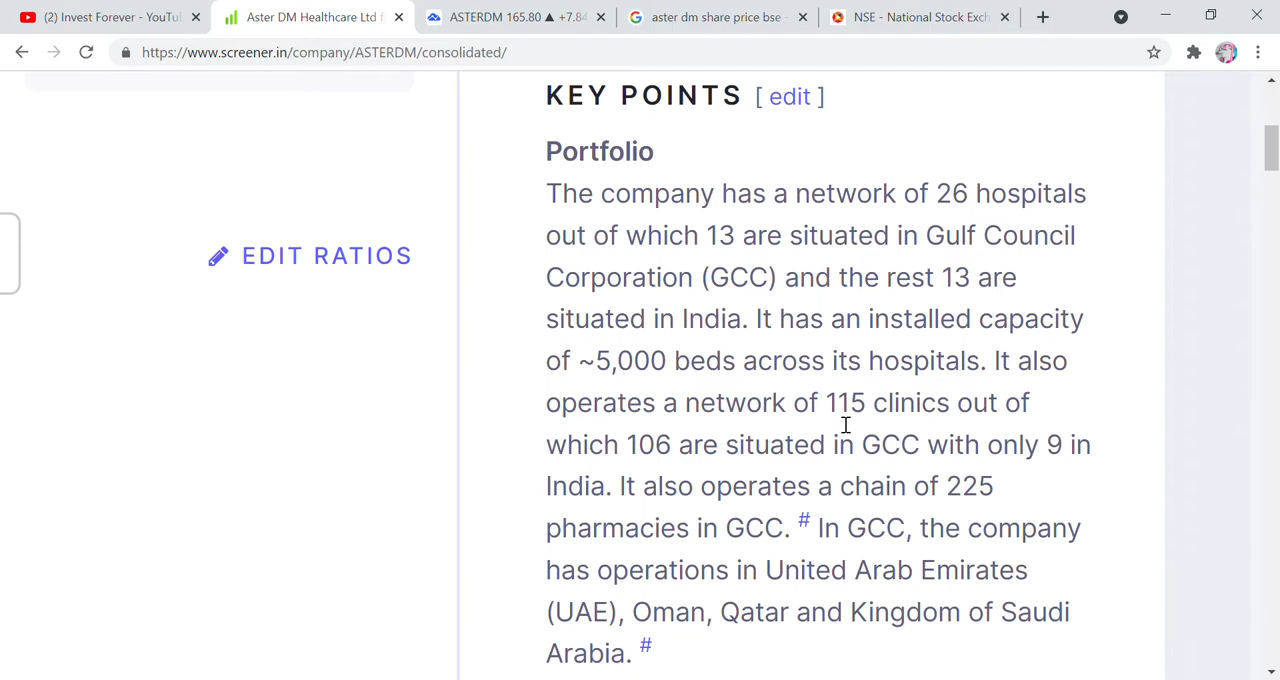 (2) Invest Forever - YouTu
Aster DM Healthcare Ltd f
ASTERDM 165.80 ▲ +7.84
aster dm share price bse -
NSE - National Stock Exch
https://www.screener.in/company/ASTERDM/consolidated/
KEY POINTS [ edit ]
Portfolio
The company has a network of 26 hospitals
out of which 13 are situated in Gulf Council
Corporation (GCC) and the rest 13 are
situated in India. It has an installed capacity
of ~5,000 beds across its hospitals. It also
operates a network of 115 clinics out of
which 106 are situated in GCC with only 9 in
India. It also operates a chain of 225
pharmacies in GCC. # In GCC, the company
has operations in United Arab Emirates
(UAE), Oman, Qatar and Kingdom of Saudi
Arabia. #
EDIT RATIOS